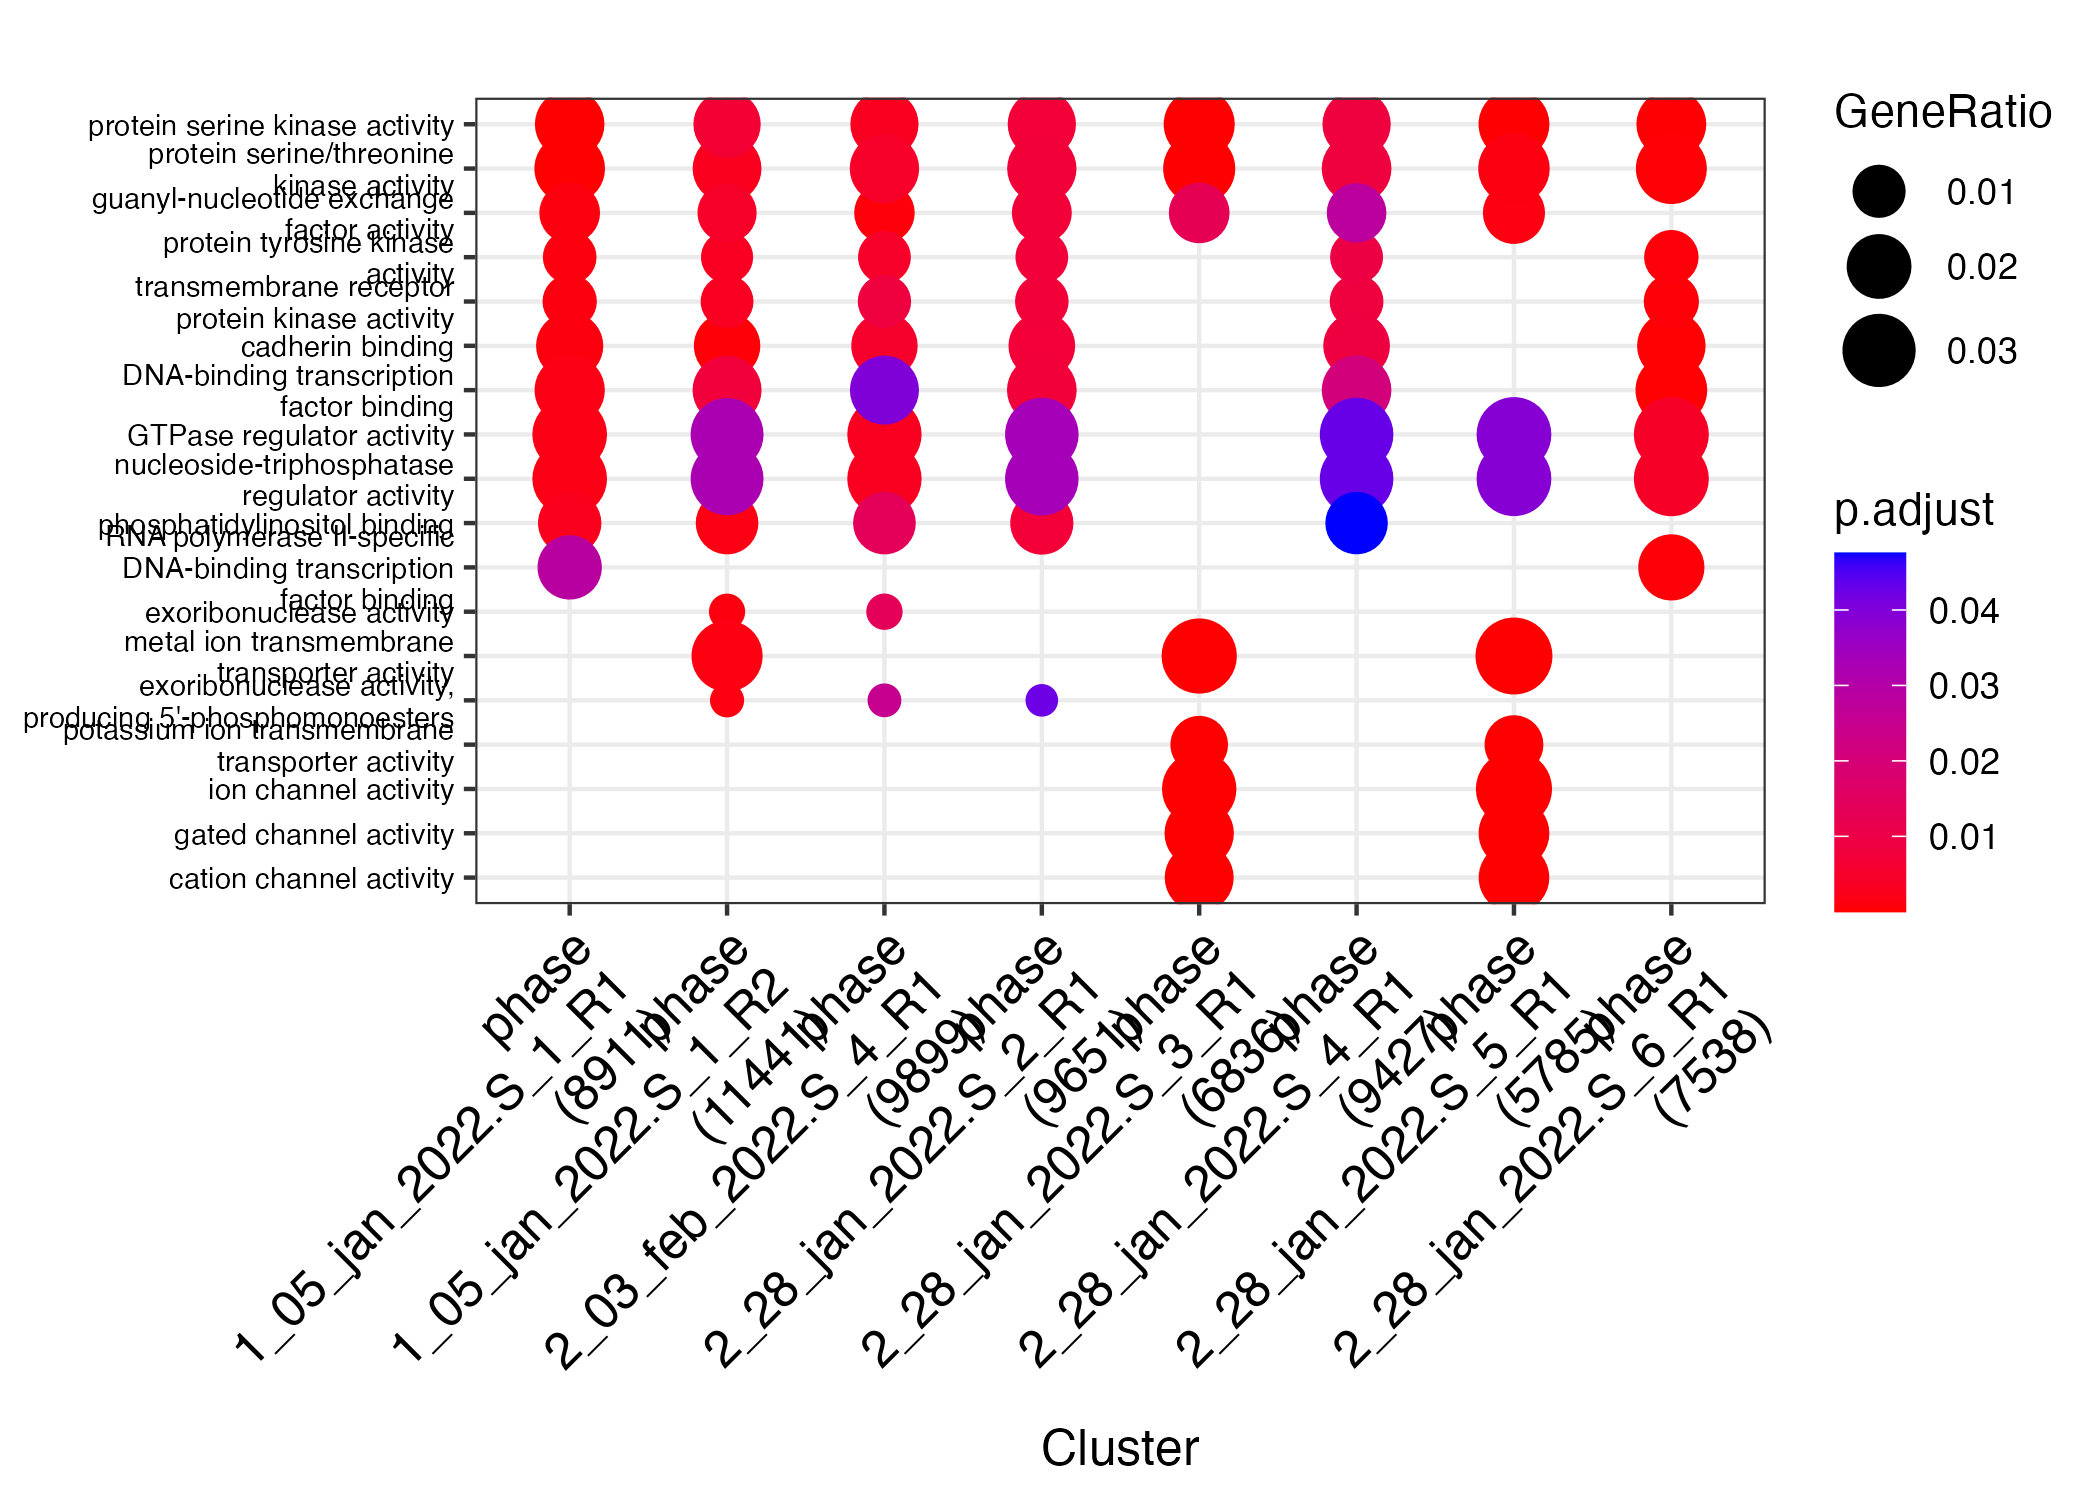 protein serine kinase activity
protein serine/threonine
kinase activity
guanyl-nucleotide exchange
factor activity
protein tyrosine kinase
activity
transmembrane receptor
protein kinase activity
cadherin binding
DNA-binding transcription
factor binding
GTPase regulator activity
nucleoside-triphosphatase
regulator activity
phosphatidylinositol binding
RNA polymerase II-specific
DNA-binding transcription
factor binding
exoribonuclease activity
metal ion transmembrane
transporter activity
exoribonuclease activity,
producing 5'-phosphomonoesters
potassium ion transmembrane
transporter activity
ion channel activity
gated channel activity
cation channel activity
phase
1_05_jan_2022.S_1_R1
(8911)
phase
1_05_jan_2022.S_1_R2
(11441)
phase
2_03_feb_2022.S_4_R1
(9899)
phase
2_28_jan_2022.S_2_R1
(9651)
phase
2_28_jan_2022.S_3_R1
(6836)
phase
2_28_jan_2022.S_4_R1
(9427)
phase
2_28_jan_2022.S_5_R1
(5785)
phase
2_28_jan_2022.S_6_R1
(7538)
Cluster
GeneRatio
0.01
0.02
0.03
p.adjust
0.04
0.03
0.02
0.01